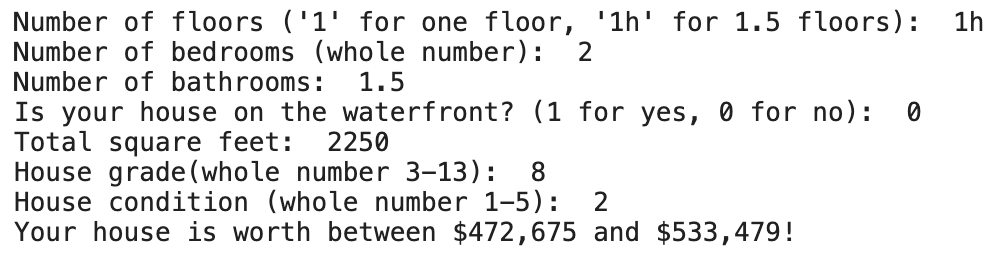 Number of floors ('1' for one floor, '1h' for 1.5 floors):  1h
Number of bedrooms (whole number):  2
Number of bathrooms:  1.5
Is your house on the waterfront? (1 for yes, 0 for no):  0
Total square feet:  2250
House grade(whole number 3-13):  8
House condition (whole number 1-5):  2
Your house is worth between $472,675 and $533,479!